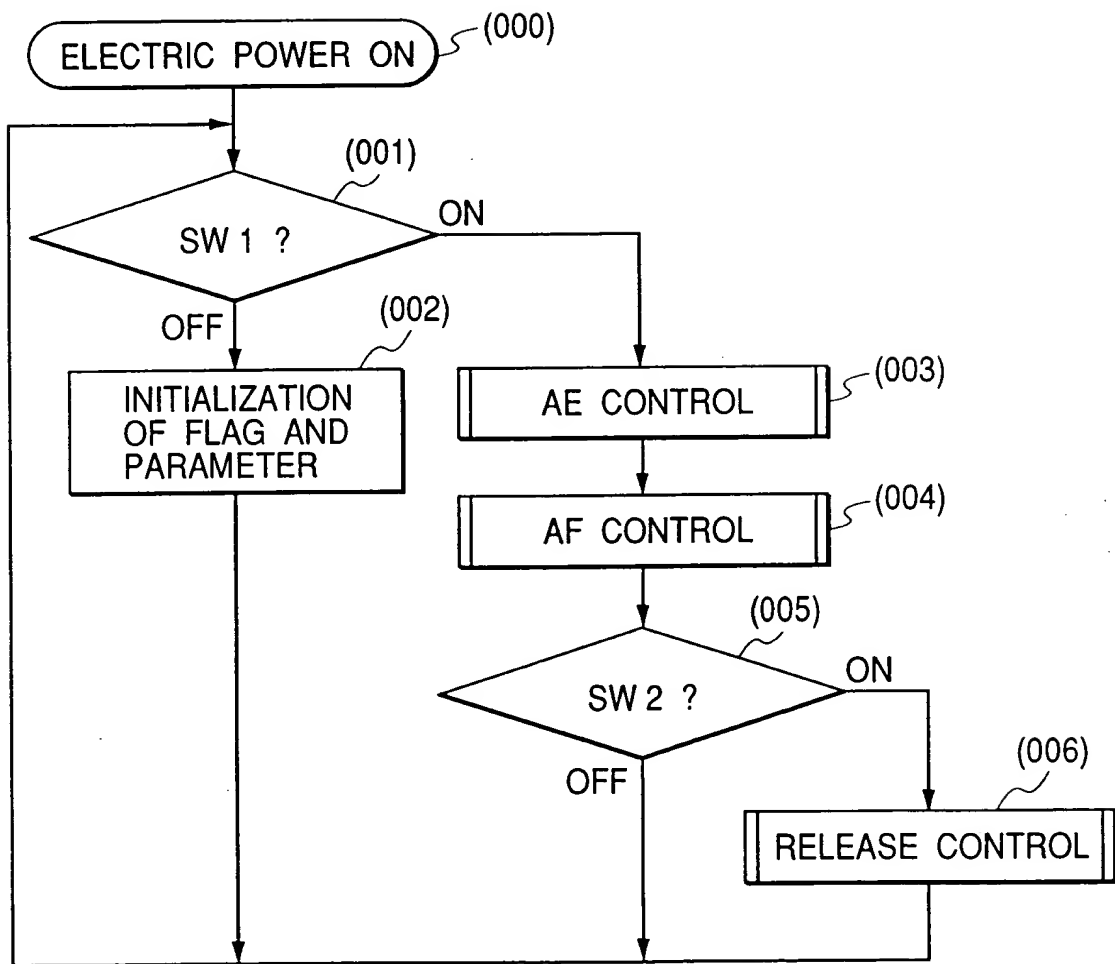 ELECTRIC POWER ON
(000)
(001)
SW 1 ?
ON
OFF
(002)
INITIALIZATION
OF FLAG AND
PARAMETER
AE CONTROL
(003)
AF CONTROL
(004)
(005)
SW 2 ?
ON
OFF
(006)
RELEASE CONTROL